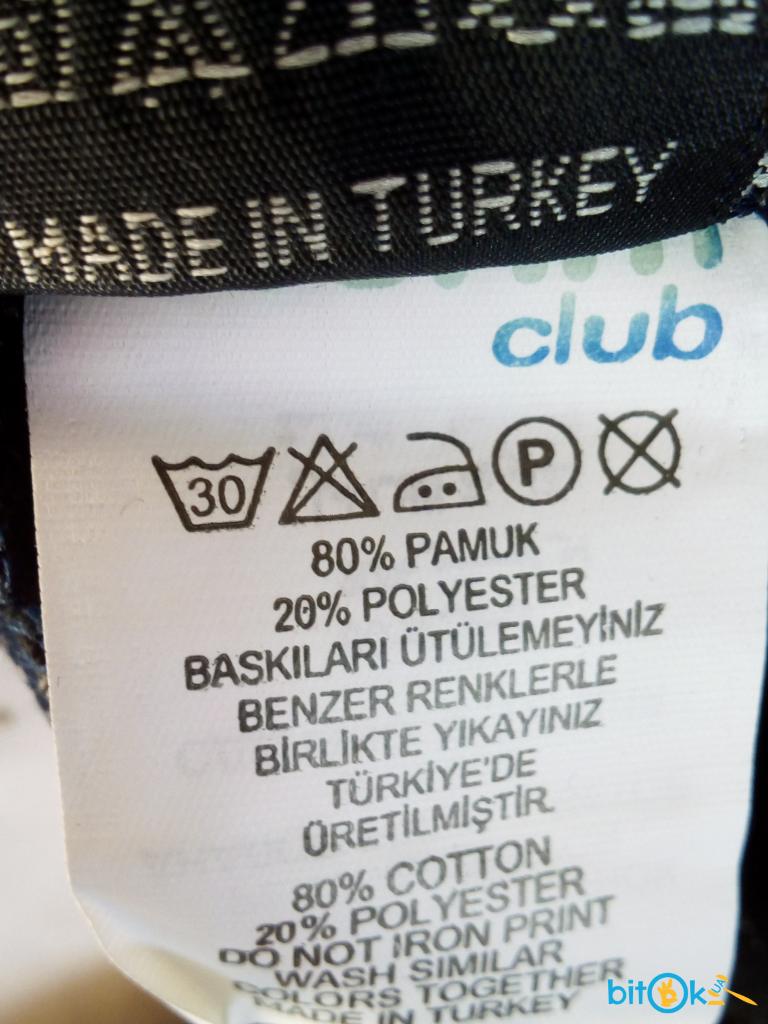 MADE IN TURKEY
club
30 P
80% PAMUK
20% POLYESTER
BASKILARI ÜTÜLEMEYİNİZ
BENZER RENKLERLE
BİRLİKTE YIKAYINIZ
TÜRKİYE'DE
ÜRETİLMİŞTİR.
80% COTTON
20% POLYESTER
DO NOT IRON PRINT
WASH SIMILAR
COLORS TOGETHER
MADE IN TURKEY
bitOk.UA